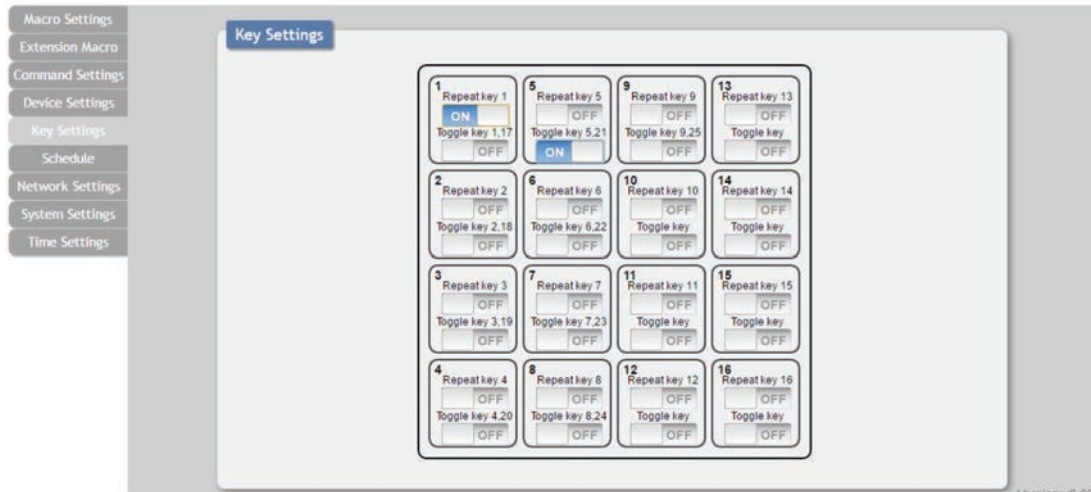 Macro Settings
Extension Macro
Command Settings
Device Settings
Key Settings
Schedule
Network Settings
System Settings
Time Settings
Key Settings
1
Repeat key 1
ON
Toggle key 1,17
OFF
5
Repeat key 5
OFF
Toggle key 5,21
ON
9
Repeat key 9
OFF
Toggle key 9,25
OFF
13
Repeat key 13
OFF
Toggle key
OFF
2
Repeat key 2
OFF
Toggle key 2,18
OFF
6
Repeat key 6
OFF
Toggle key 6,22
OFF
10
Repeat key 10
OFF
Toggle key
OFF
14
Repeat key 14
OFF
Toggle key
OFF
3
Repeat key 3
OFF
Toggle key 3,19
OFF
7
Repeat key 7
OFF
Toggle key 7,23
OFF
11
Repeat key 11
OFF
Toggle key
OFF
15
Repeat key 15
OFF
Toggle key
OFF
4
Repeat key 4
OFF
Toggle key 4,20
OFF
8
Repeat key 8
OFF
Toggle key 8,24
OFF
12
Repeat key 12
OFF
Toggle key
OFF
16
Repeat key 16
OFF
Toggle key
OFF